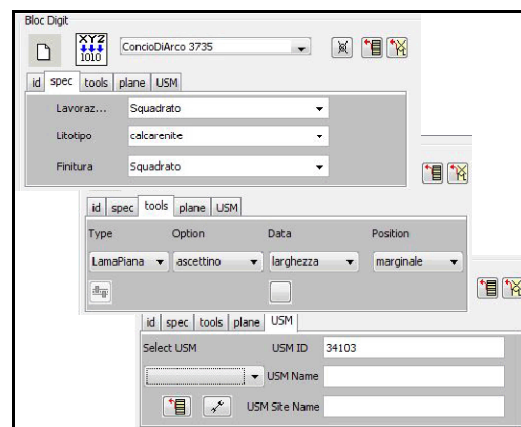 Bloc Digit
XYZ
1010
ConcioDiArco 3735
id spec tools plane USM
Lavoraz... Squadrato
Litotipo calcarenite
Finitura Squadrato
id spec tools plane USM
Type Option Data Position
LamaPiana ascettino larghezza marginale
id spec tools plane USM
Select USM USM ID 34103
USM Name
USM Site Name